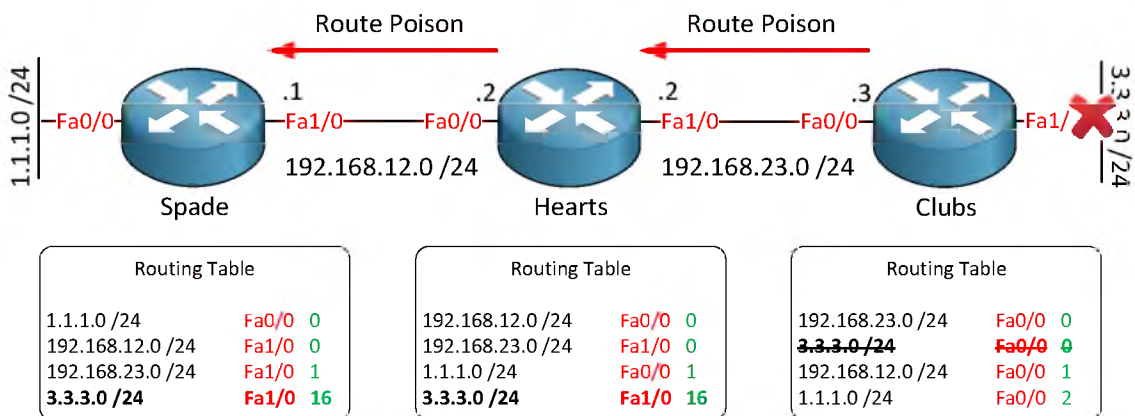 Route Poison Route Poison
1.1.1.0 /24 .1 .2 .2 .3 3.3.3.0 /24
Fa0/0 Fa1/0 Fa0/0 Fa1/0 Fa0/0 Fa1/
192.168.12.0 /24 192.168.23.0 /24
Spade Hearts Clubs
Routing Table
1.1.1.0 /24 Fa0/0 0
192.168.12.0 /24 Fa1/0 0
192.168.23.0 /24 Fa1/0 1
3.3.3.0 /24 Fa1/0 16
Routing Table
192.168.12.0 /24 Fa0/0 0
192.168.23.0 /24 Fa1/0 0
1.1.1.0 /24 Fa0/0 1
3.3.3.0 /24 Fa1/0 16
Routing Table
192.168.23.0 /24 Fa0/0 0
3.3.3.0 /24 Fa0/0 0
192.168.12.0 /24 Fa0/0 1
1.1.1.0 /24 Fa0/0 2